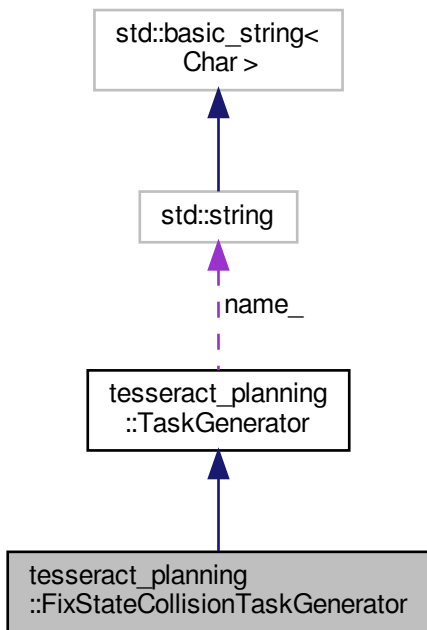 std::basic_string<
Char >
std::string
name_
tesseract_planning
::TaskGenerator
tesseract_planning
::FixStateCollisionTaskGenerator